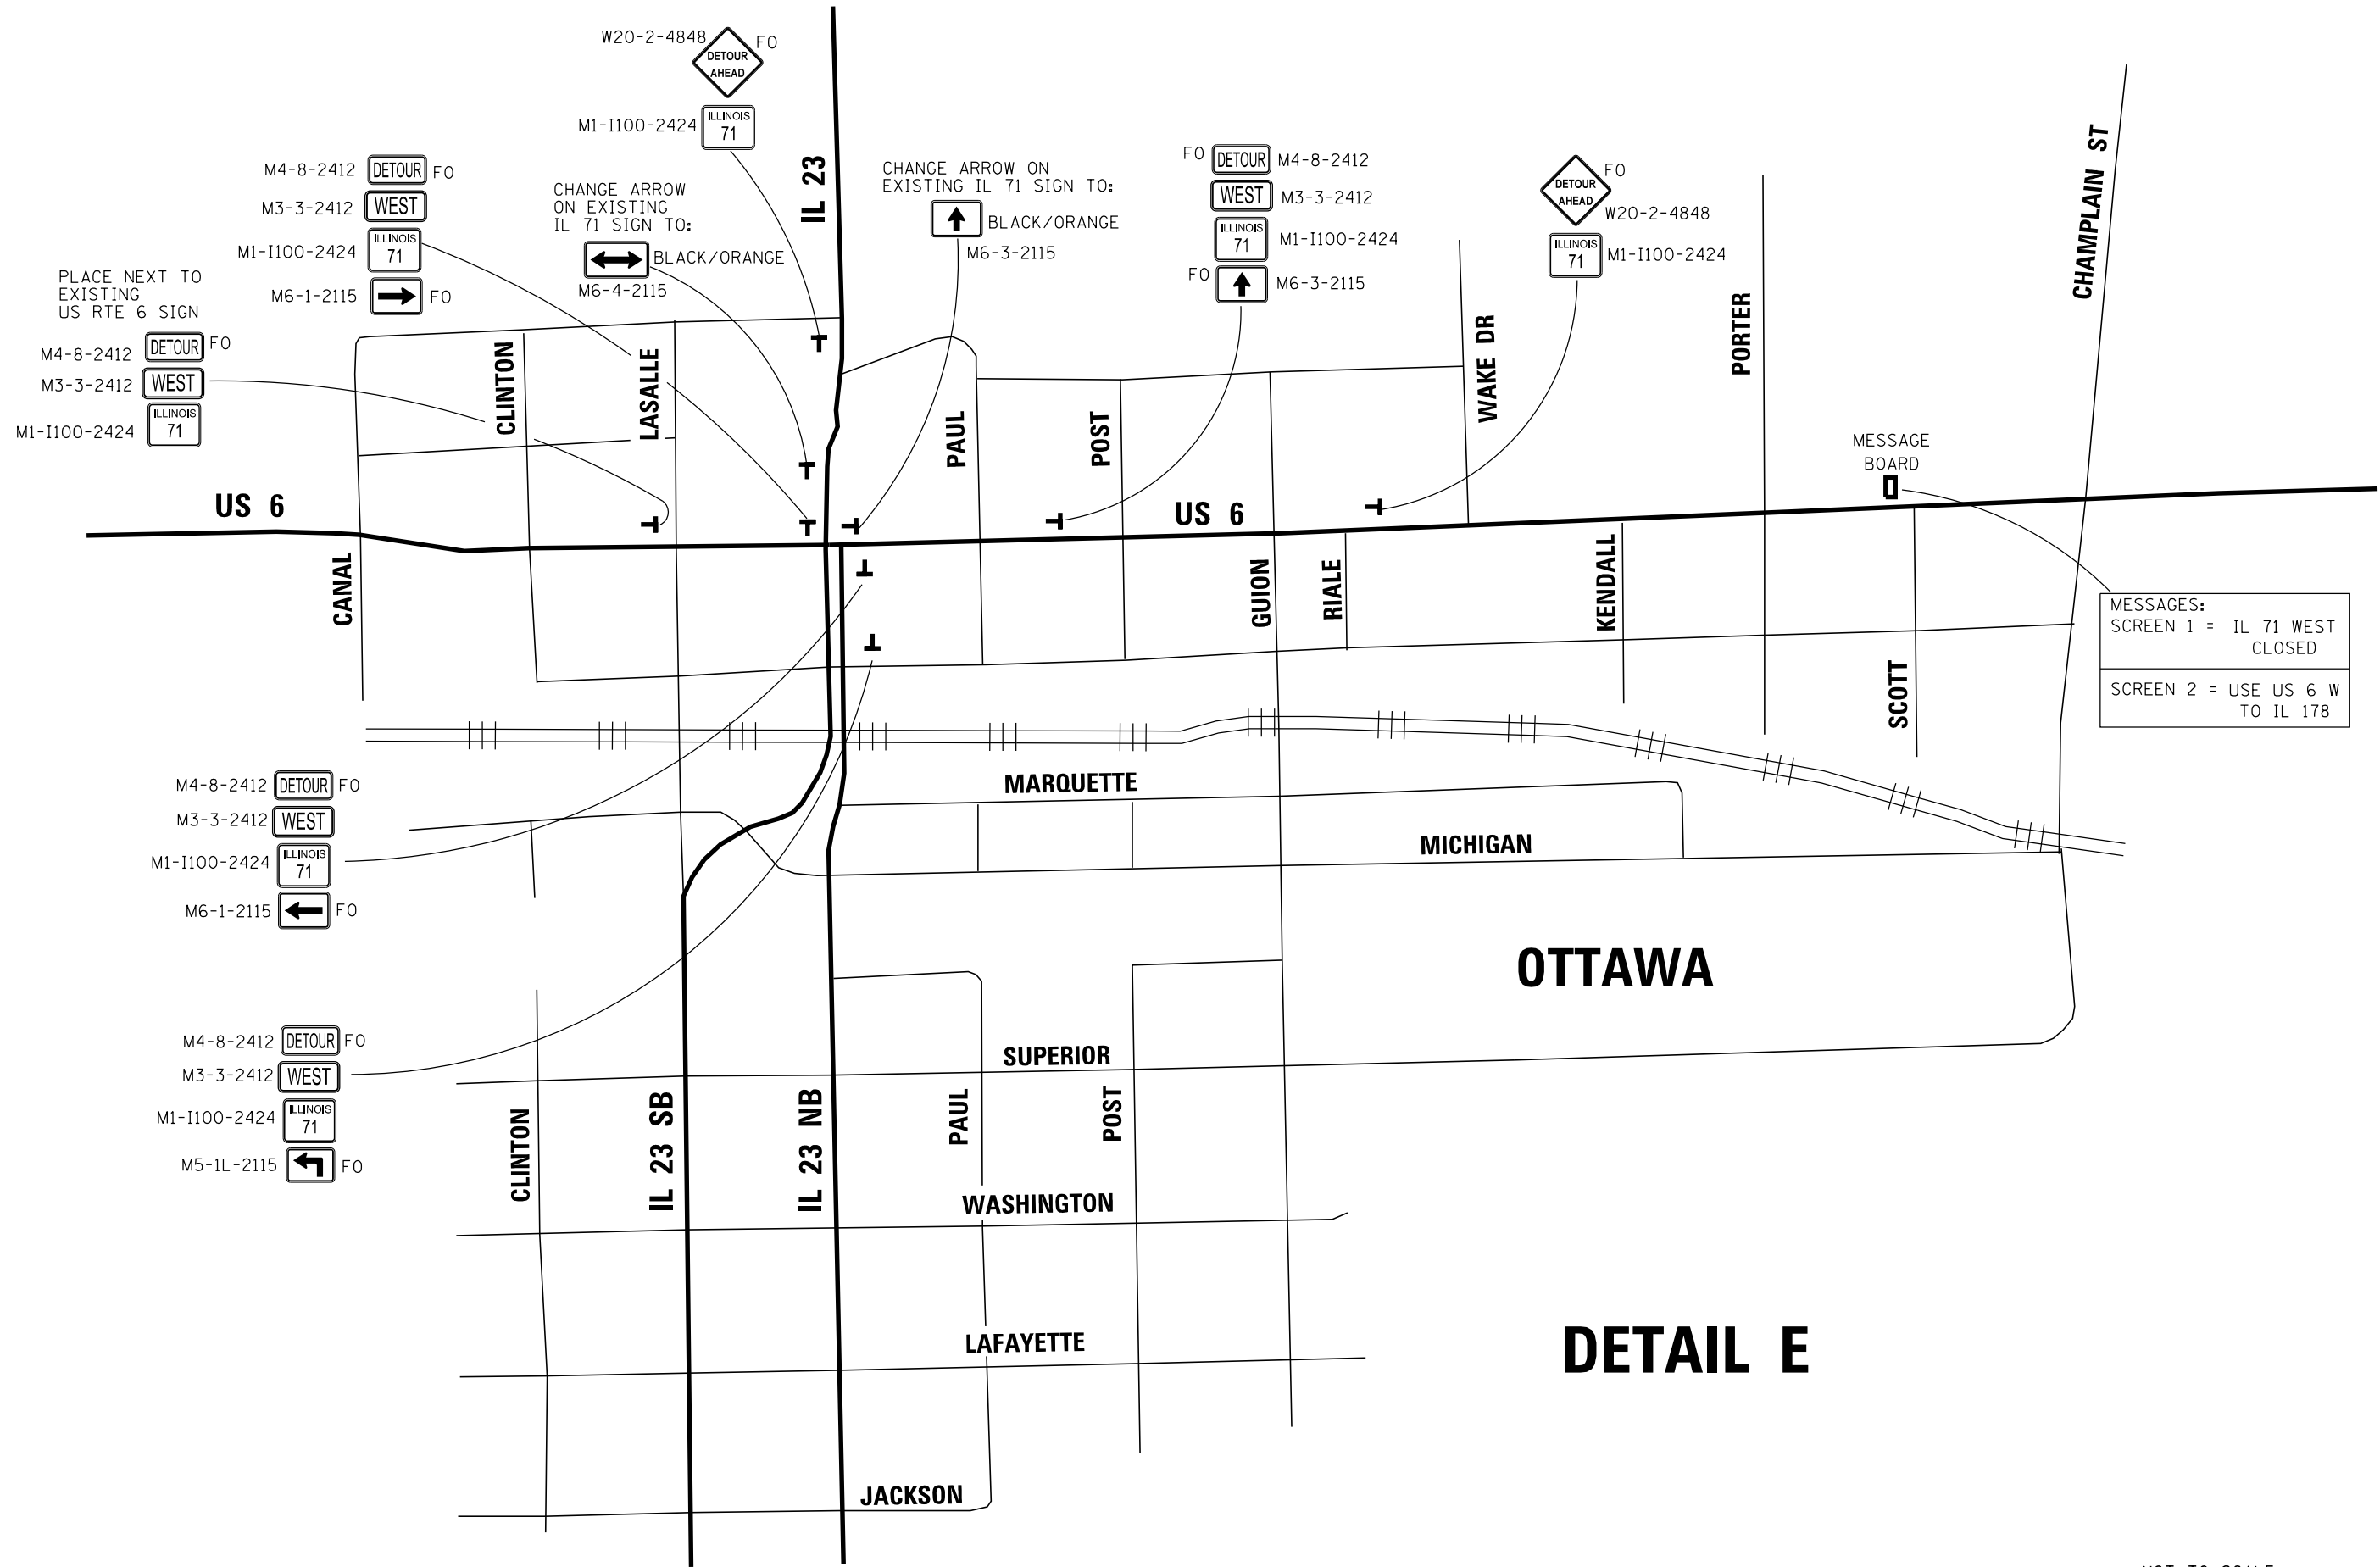 W20-2-4848
DETOUR
AHEAD
FO
M1-I100-2424
ILLINOIS
71
IL 23
M4-8-2412
DETOUR
FO
M3-3-2412
WEST
M1-I100-2424
ILLINOIS
71
M6-1-2115
FO
CHANGE ARROW
ON EXISTING
IL 71 SIGN TO:
BLACK/ORANGE
M6-4-2115
CHANGE ARROW ON
EXISTING IL 71 SIGN TO:
BLACK/ORANGE
M6-3-2115
FO
DETOUR
M4-8-2412
WEST
M3-3-2412
ILLINOIS
71
M1-I100-2424
FO
M6-3-2115
DETOUR
AHEAD
FO
W20-2-4848
ILLINOIS
71
M1-I100-2424
PLACE NEXT TO
EXISTING
US RTE 6 SIGN
M4-8-2412
DETOUR
FO
M3-3-2412
WEST
M1-I100-2424
ILLINOIS
71
CLINTON
LASALLE
PAUL
POST
WAKE DR
PORTER
CHAMPLAIN ST
MESSAGE
BOARD
US 6
US 6
CANAL
GUION
RIALE
KENDALL
SCOTT
MESSAGES:
SCREEN 1 = IL 71 WEST
CLOSED
SCREEN 2 = USE US 6 W
TO IL 178
MARQUETTE
MICHIGAN
M4-8-2412
DETOUR
FO
M3-3-2412
WEST
M1-I100-2424
ILLINOIS
71
M6-1-2115
FO
OTTAWA
M4-8-2412
DETOUR
FO
M3-3-2412
WEST
M1-I100-2424
ILLINOIS
71
M5-1L-2115
FO
SUPERIOR
CLINTON
IL 23 SB
IL 23 NB
PAUL
POST
WASHINGTON
LAFAYETTE
DETAIL E
JACKSON
NOT TO SCALE